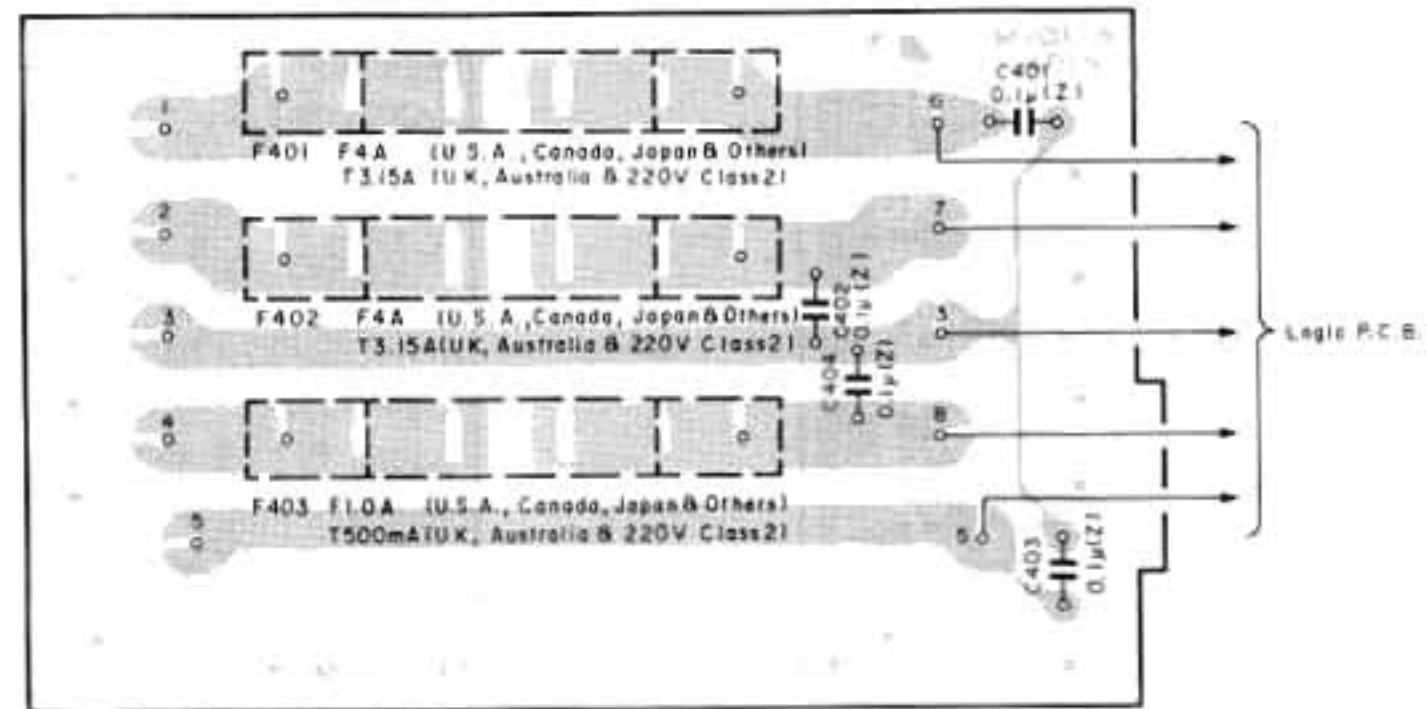 C401
0.1μ(Z)
1
6
F401 F4A (U.S.A., Canada, Japan & Others)
T3.15A (UK, Australia & 220V Class2)
2
7
C402
0.1μ(Z)
F402 F4A (U.S.A., Canada, Japan & Others)
T3.15A (UK, Australia & 220V Class2)
3
3
Logic P.C.B.
C404
0.1μ(Z)
4
8
F403 F1.0A (U.S.A., Canada, Japan & Others)
T500mA (UK, Australia & 220V Class2)
5
5
C403
0.1μ(Z)